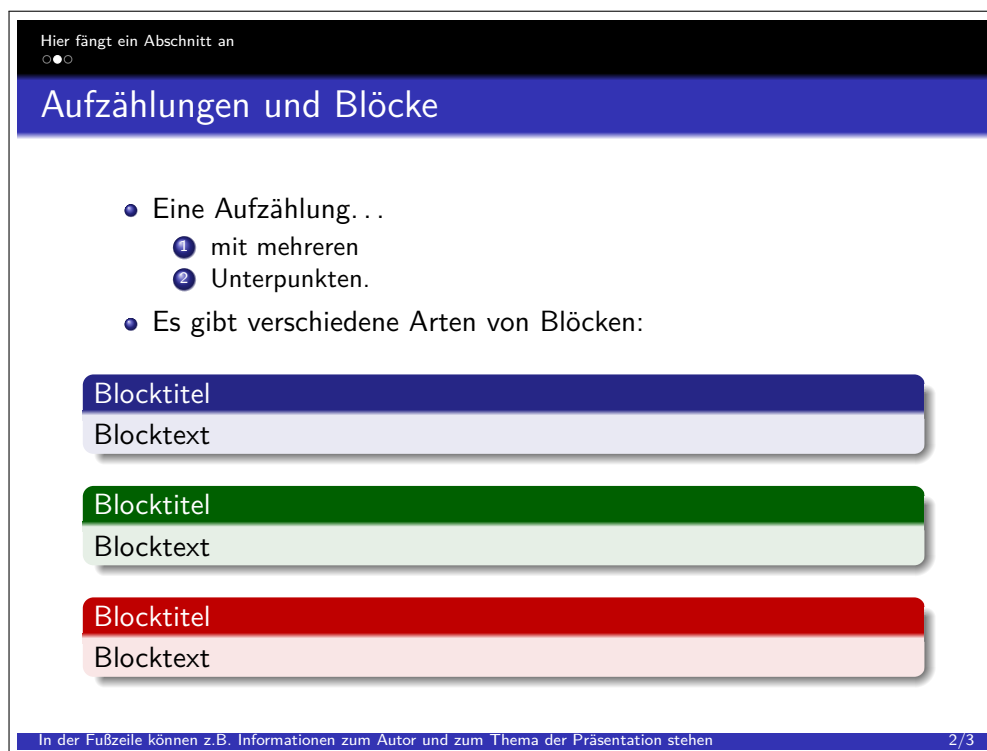 Hier fängt ein Abschnitt an
Aufzählungen und Blöcke
Eine Aufzählung. . .
1 mit mehreren
2 Unterpunkten.
Es gibt verschiedene Arten von Blöcken:
Blocktitel
Blocktext
Blocktitel
Blocktext
Blocktitel
Blocktext
In der Fußzeile können z.B. Informationen zum Autor und zum Thema der Präsentation stehen 2/3